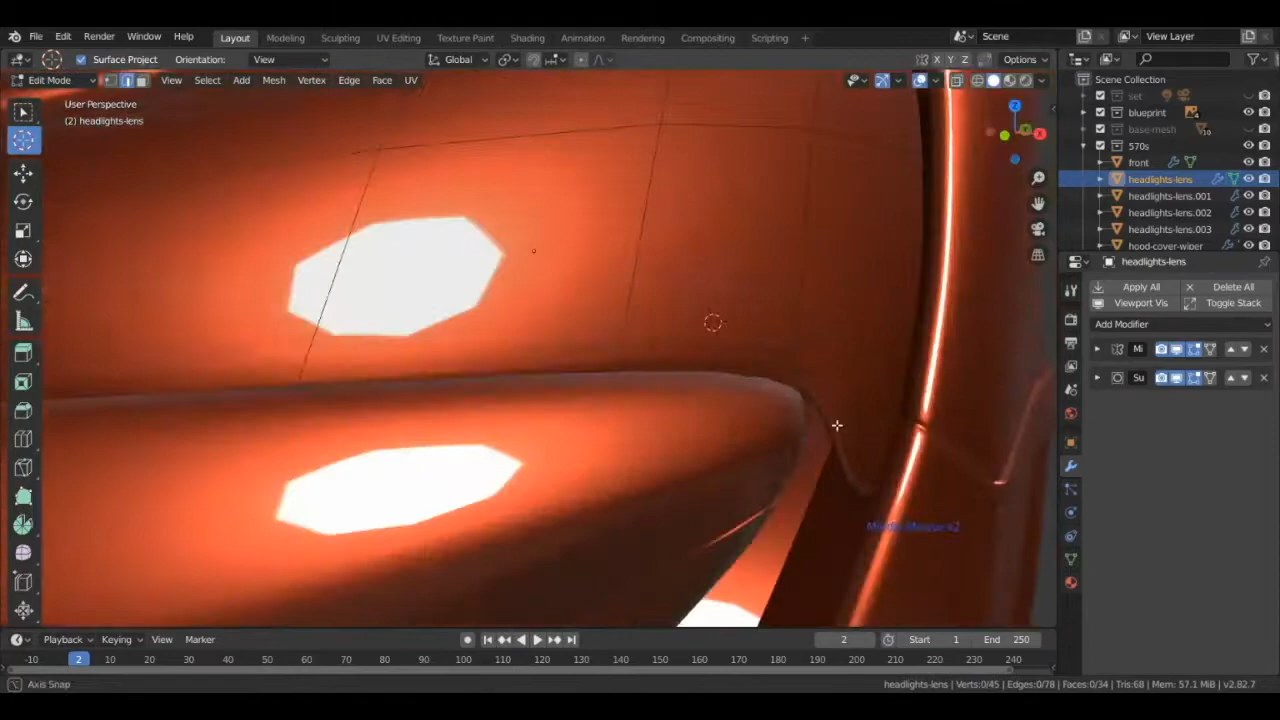 File Edit Render Window Help Layout Modeling Sculpting UV Editing Texture Paint Shading Animation Rendering Compositing Scripting + Scene View Layer
Surface Project Orientation: View Global X Y Z Options
Edit Mode View Select Add Mesh Vertex Edge Face UV
User Perspective
(2) headlights-lens
Scene Collection
set
blueprint 4
base-mesh 10
570s
front
headlights-lens
headlights-lens.001
headlights-lens.002
headlights-lens.003
hood-cover-wiper
headlights-lens
Apply All Delete All
Viewport Vis Toggle Stack
Add Modifier
Mi
Su
Z
X
Y
Playback Keying View Marker 2 Start 1 End 250
-10 2 10 20 30 40 50 60 70 80 90 100 110 120 130 140 150 160 170 180 190 200 210 220 230 240
Axis Snap headlights-lens | Verts:0/45 | Edges:0/78 | Faces:0/34 | Tris:68 | Mem: 57.1 MiB | v2.82.7